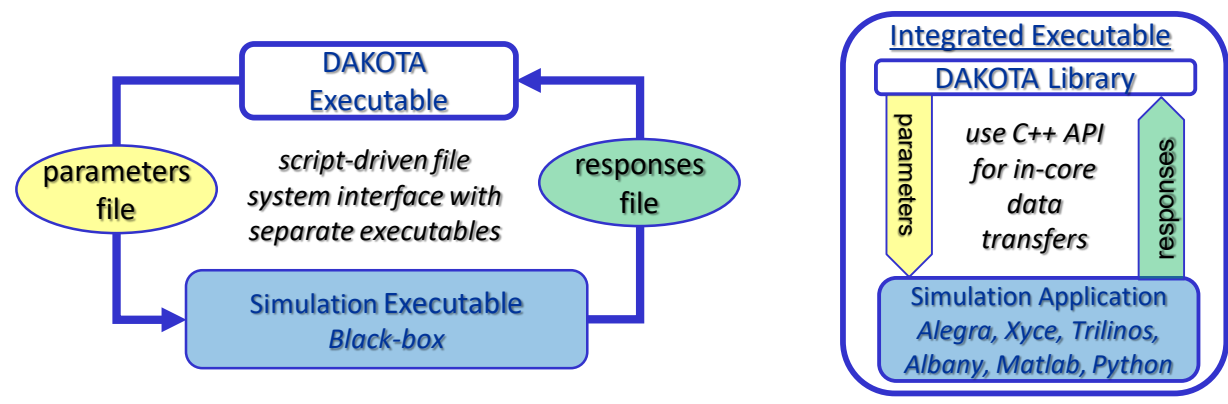 DAKOTA
Executable
parameters
file
script-driven file
system interface with
separate executables
responses
file
Simulation Executable
Black-box
Integrated Executable
DAKOTA Library
parameters
use C++ API
for in-core
data
transfers
responses
Simulation Application
Alegra, Xyce, Trilinos,
Albany, Matlab, Python